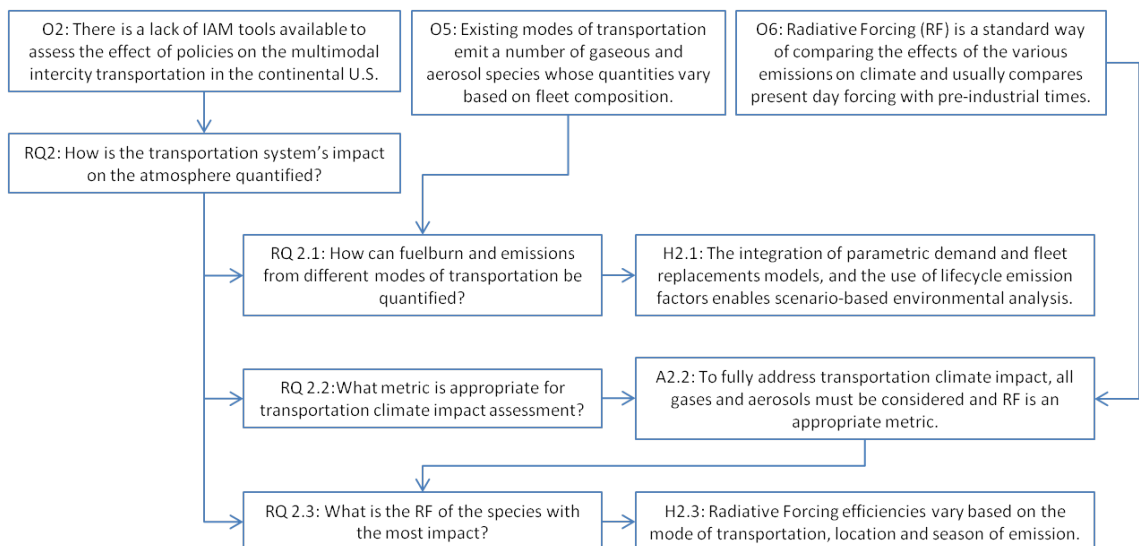 O2: There is a lack of IAM tools available to
assess the effect of policies on the multimodal
intercity transportation in the continental U.S.
O5: Existing modes of transportation
emit a number of gaseous and
aerosol species whose quantities vary
based on fleet composition.
O6: Radiative Forcing (RF) is a standard way
of comparing the effects of the various
emissions on climate and usually compares
present day forcing with pre-industrial times.
RQ2: How is the transportation system’s impact
on the atmosphere quantified?
RQ 2.1: How can fuelburn and emissions
from different modes of transportation be
quantified?
H2.1: The integration of parametric demand and fleet
replacements models, and the use of lifecycle emission
factors enables scenario-based environmental analysis.
RQ 2.2:What metric is appropriate for
transportation climate impact assessment?
A2.2: To fully address transportation climate impact, all
gases and aerosols must be considered and RF is an
appropriate metric.
RQ 2.3: What is the RF of the species with
the most impact?
H2.3: Radiative Forcing efficiencies vary based on the
mode of transportation, location and season of emission.